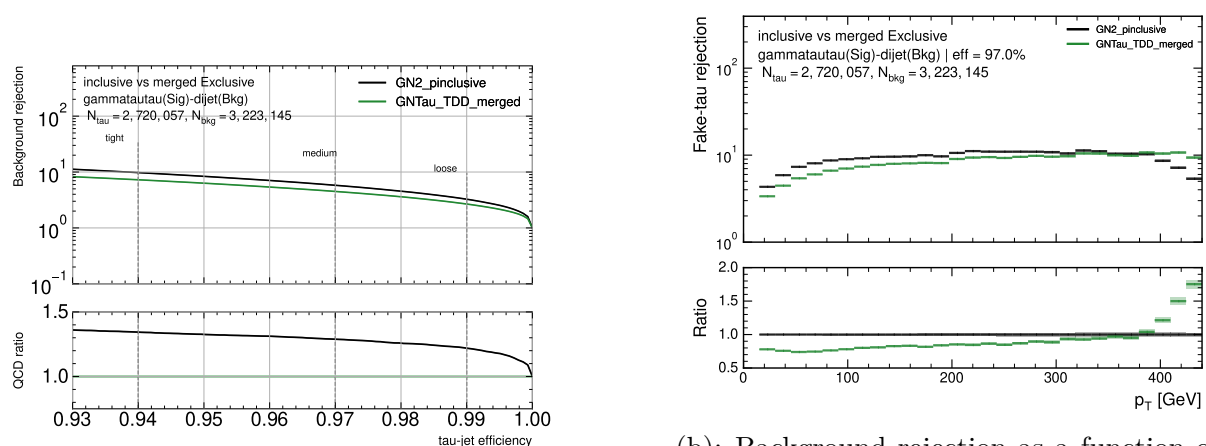 Background rejection
inclusive vs merged Exclusive
gammatautau(Sig)-dijet(Bkg)
N_tau = 2, 720, 057, N_bkg = 3, 223, 145
GN2_pinclusive
GNTau_TDD_merged
tight
medium
loose
10^2
10^1
10^0
10^-1
QCD ratio
1.5
1.0
0.93 0.94 0.95 0.96 0.97 0.98 0.99 1.00
tau-jet efficiency
Fake-tau rejection
inclusive vs merged Exclusive
gammatautau(Sig)-dijet(Bkg) | eff = 97.0%
N_tau = 2, 720, 057, N_bkg = 3, 223, 145
GN2_pinclusive
GNTau_TDD_merged
10^2
10^1
10^0
Ratio
2.0
1.5
1.0
0.5
0 100 200 300 400
p_T [GeV]
(b): Background rejection as a function o